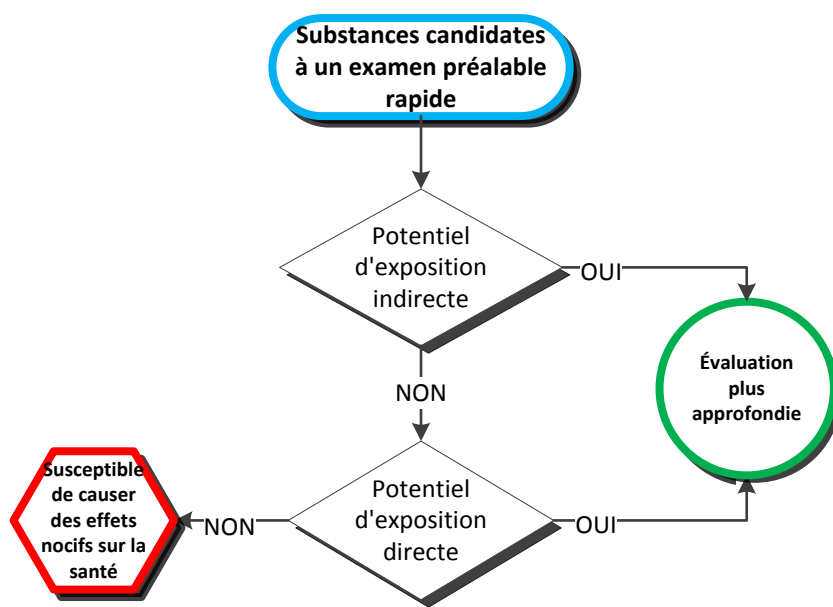 Substances candidates
à un examen préalable
rapide
Potentiel
d'exposition
indirecte
OUI
NON
Évaluation
plus
approfondie
Susceptible
de causer
des effets
nocifs sur la
santé
NON
Potentiel
d'exposition
directe
OUI